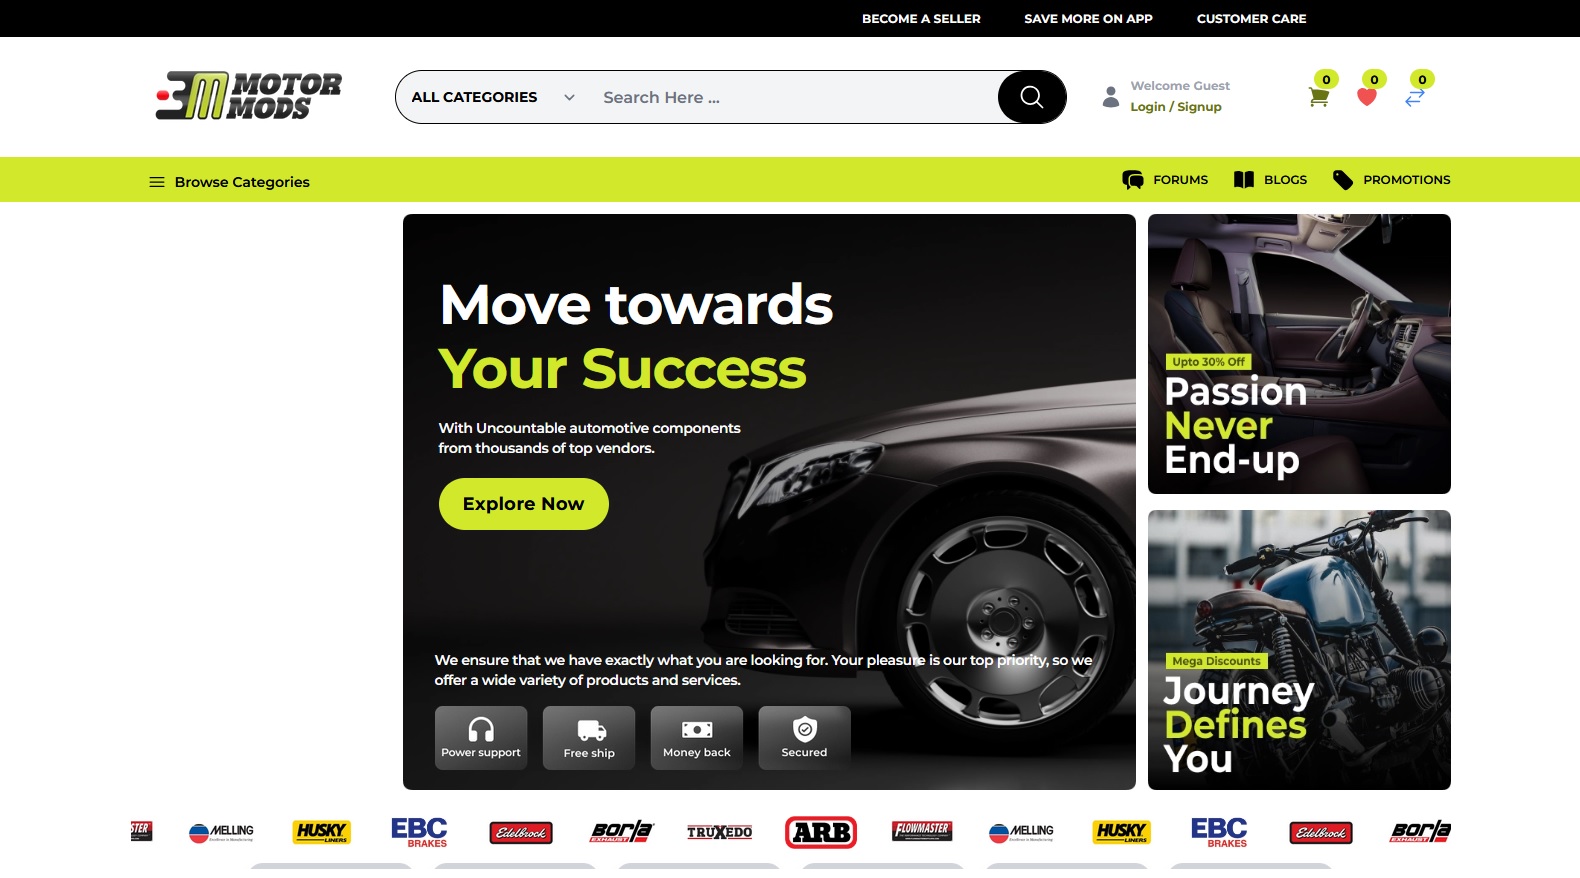 BECOME A SELLER
SAVE MORE ON APP
CUSTOMER CARE
3M MOTOR
MODS
ALL CATEGORIES
Search Here ...
Welcome Guest
Login / Signup
0
0
0
Browse Categories
FORUMS
BLOGS
PROMOTIONS
Move towards
Your Success
With Uncountable automotive components
from thousands of top vendors.
Explore Now
We ensure that we have exactly what you are looking for. Your pleasure is our top priority, so we
offer a wide variety of products and services.
Power support
Free ship
Money back
Secured
Upto 30% Off
Passion
Never
End-up
Mega Discounts
Journey
Defines
You
STER
MELLING
HUSKY
LINERS
EBC
BRAKES
Edelbrock
Borla
EXHAUST
TRUXEDO
ARB
FLOWMASTER
MELLING
HUSKY
LINERS
EBC
BRAKES
Edelbrock
Borla
EXHAUST